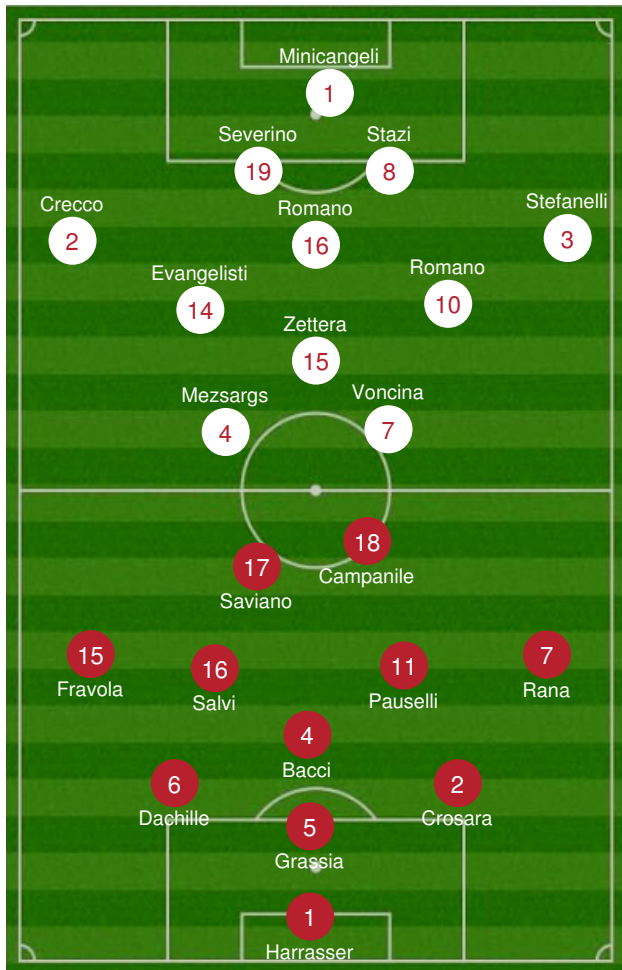 Minicangeli
1
Severino
Stazi
19
8
Crecco
Romano
Stefanelli
2
16
3
Evangelisti
Romano
14
10
Zettera
15
Mezsargs
Voncina
4
7
18
17
Campanile
Saviano
15
16
11
7
Fravola
Salvi
Pauselli
Rana
4
Bacci
6
2
Dachille
Crosara
5
Grassia
1
Harrasser